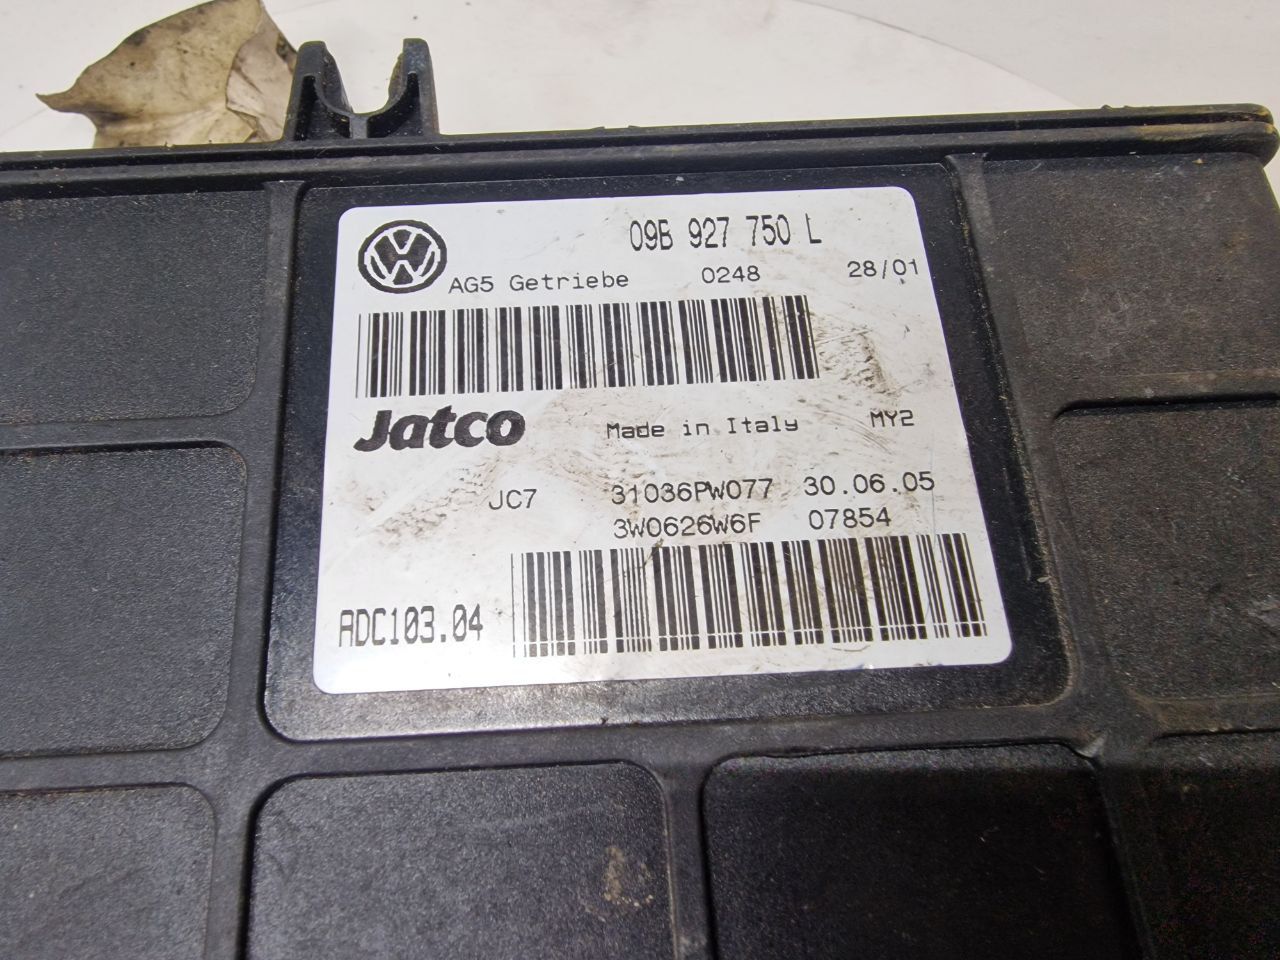 09B 927 750 L
AG5 Getriebe 0248 28/01
Jatco Made in Italy MY2
JC7 31036PW077 30.06.05
3W0626W6F 07854
ADC103.04